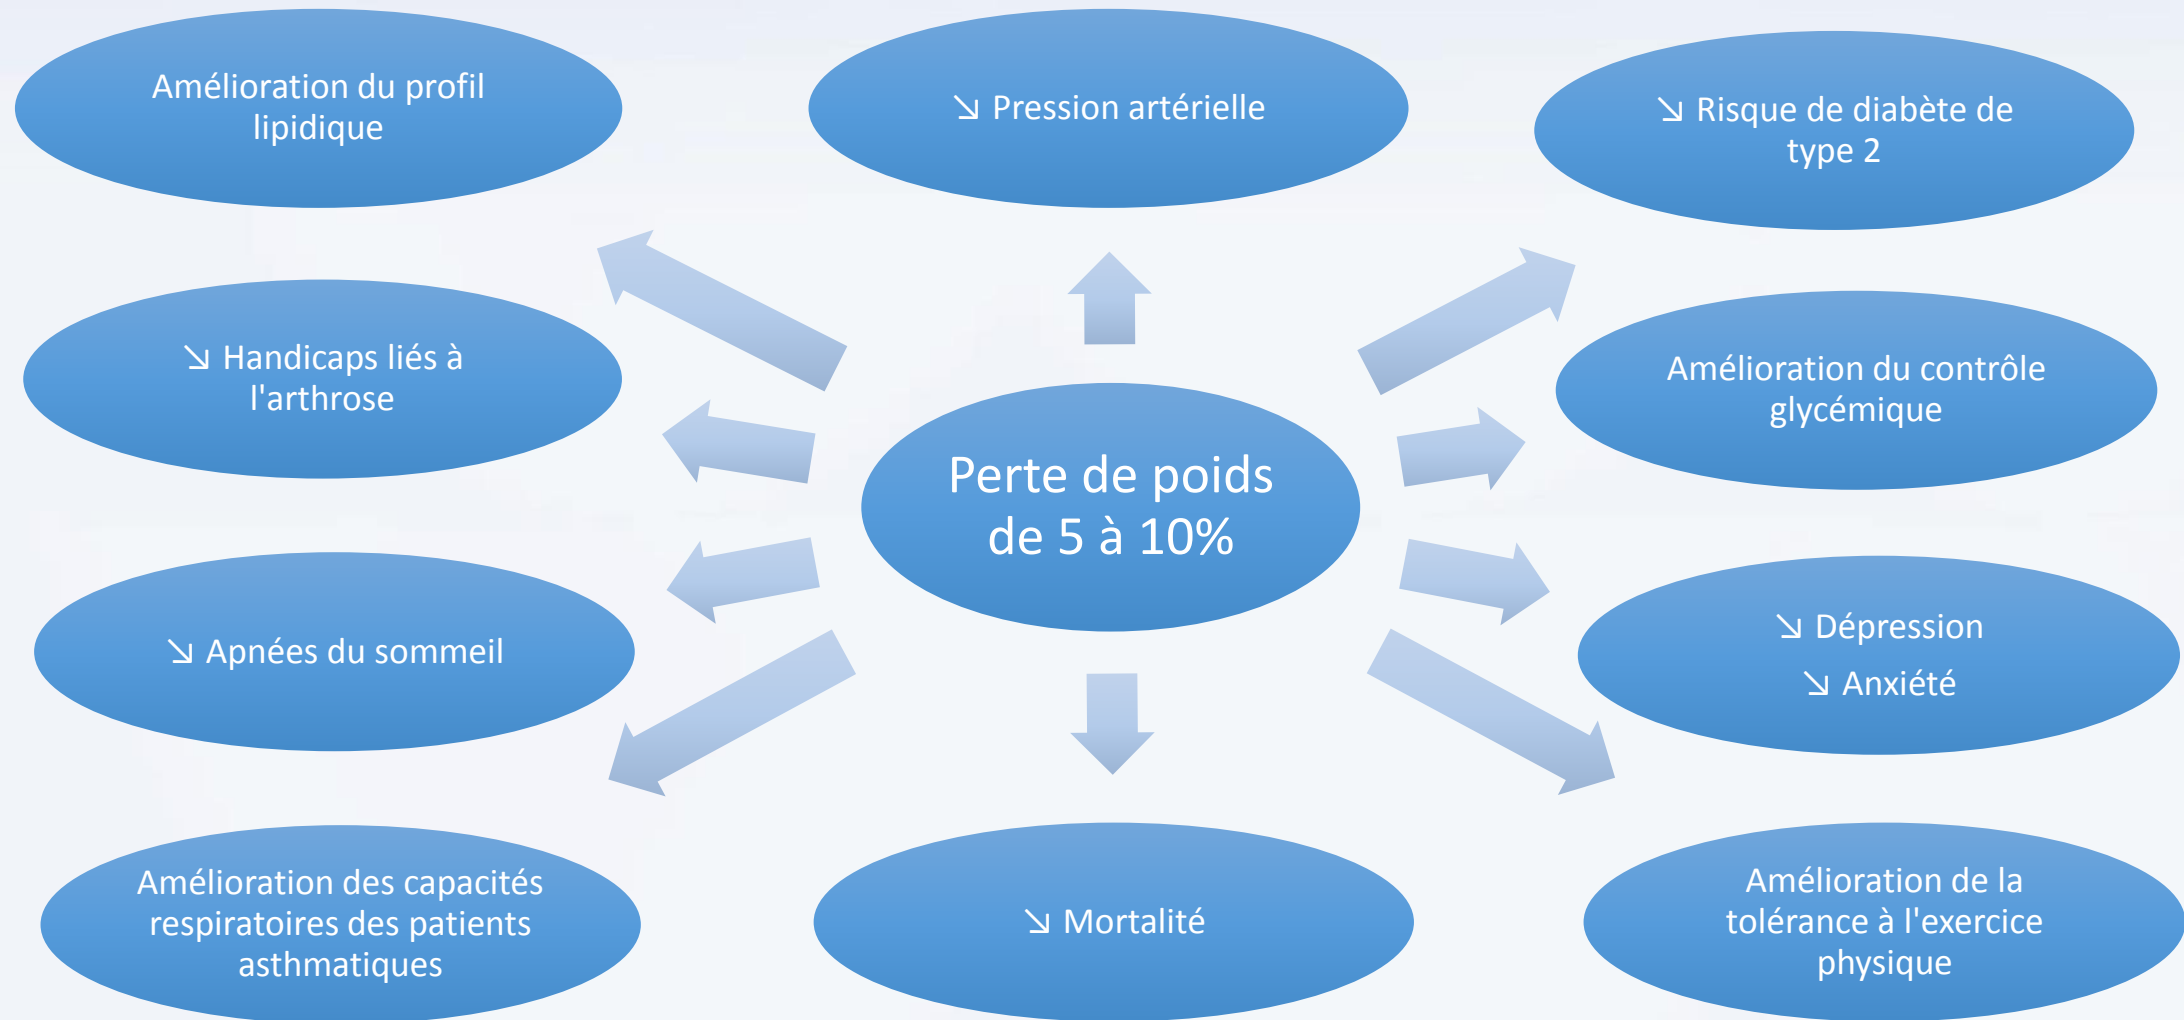 Amélioration du profil
lipidique
↘ Pression artérielle
↘ Risque de diabète de
type 2
↘ Handicaps liés à
l'arthrose
Amélioration du contrôle
glycémique
Perte de poids
de 5 à 10%
↘ Apnées du sommeil
↘ Dépression
↘ Anxiété
Amélioration des capacités
respiratoires des patients
asthmatiques
↘ Mortalité
Amélioration de la
tolérance à l'exercice
physique